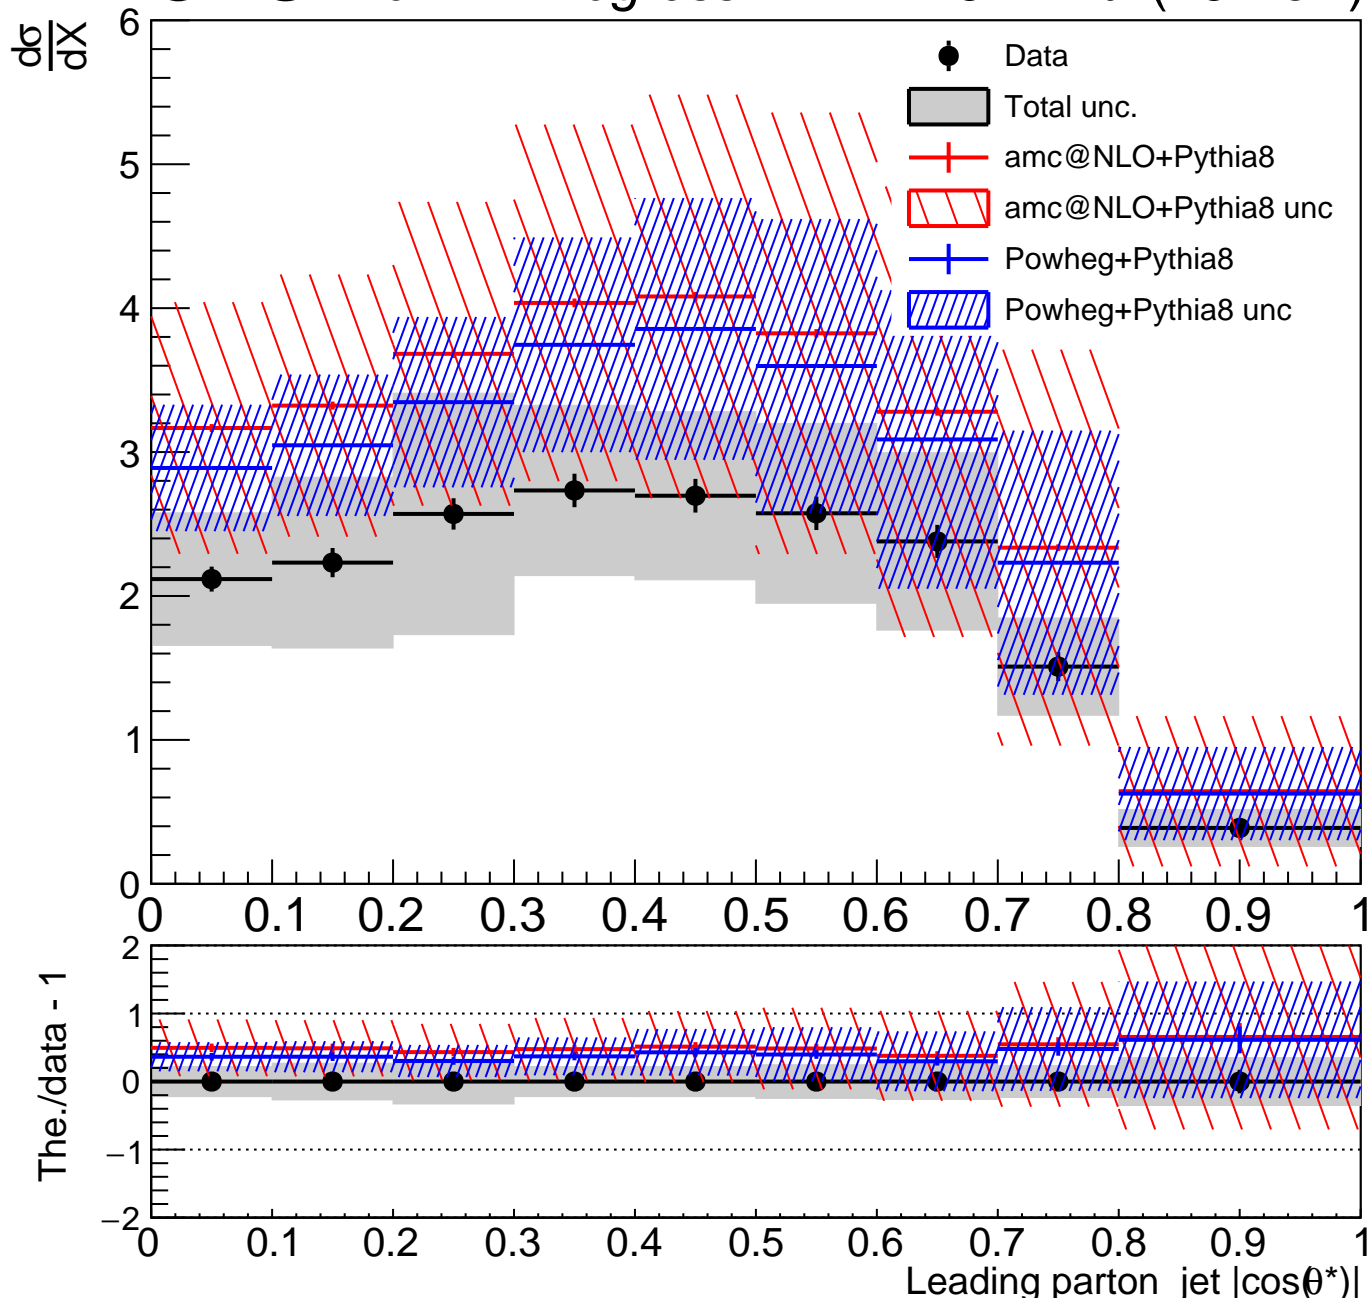 dσ
dX
6
5
4
3
2
1
0
Data
Total unc.
amc@NLO+Pythia8
amc@NLO+Pythia8 unc
Powheg+Pythia8
Powheg+Pythia8 unc
0 0.1 0.2 0.3 0.4 0.5 0.6 0.7 0.8 0.9 1
The./data - 1
2
1
0
−1
−2
0 0.1 0.2 0.3 0.4 0.5 0.6 0.7 0.8 0.9 1
Leading parton jet |cos(θ*)|